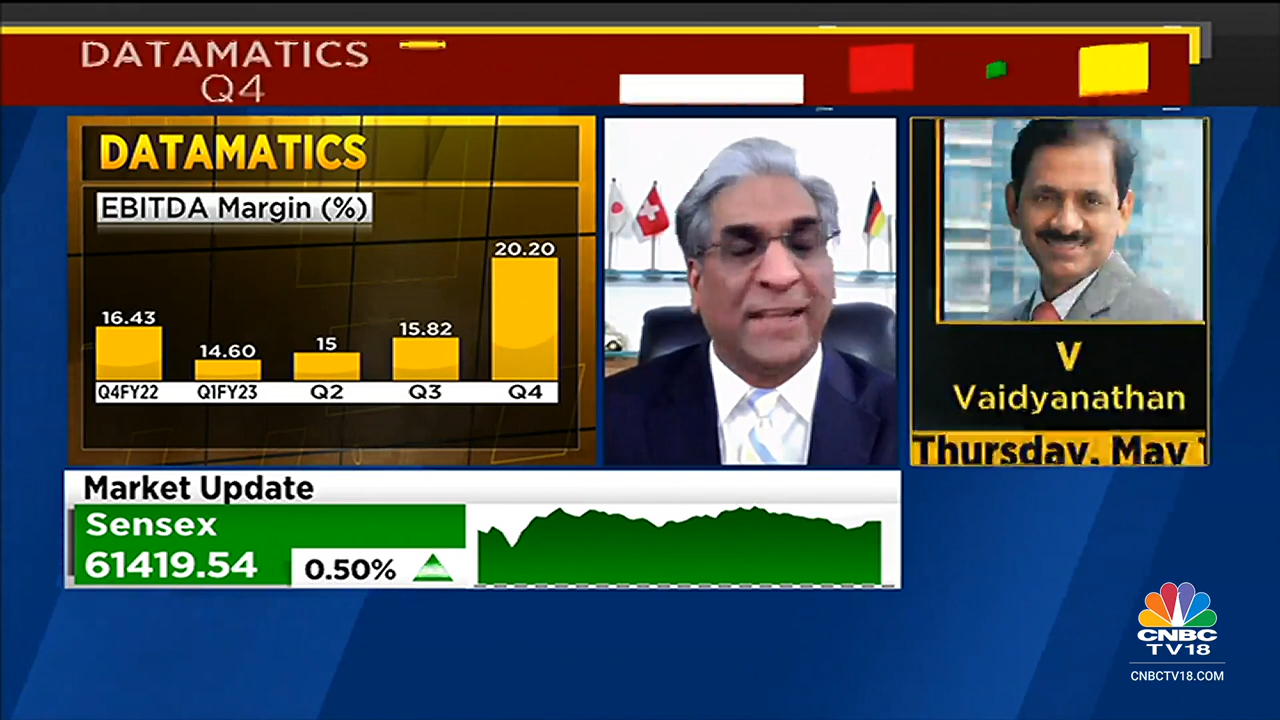 DATAMATICS
Q4
DATAMATICS
EBITDA Margin (%)
20.20
16.43
14.60
15
15.82
Q4FY22
Q1FY23
Q2
Q3
Q4
V
Vaidyanathan
Thursday, May
Market Update
Sensex
61419.54
0.50%
CNBC
TV18
CNBCTV18.COM